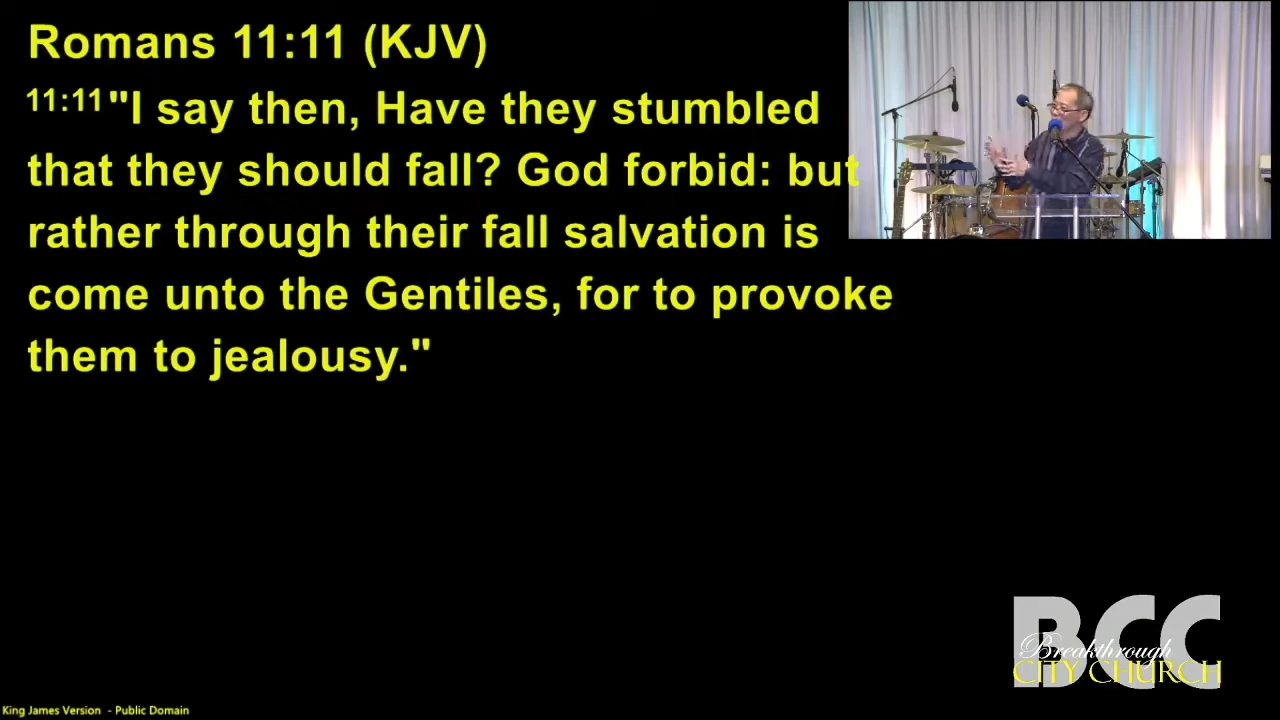 Romans 11:11 (KJV)
11:11"I say then, Have they stumbled
that they should fall? God forbid: but
rather through their fall salvation is
come unto the Gentiles, for to provoke
them to jealousy."
BCC
Breakthrough
CITY CHURCH
King James Version - Public Domain